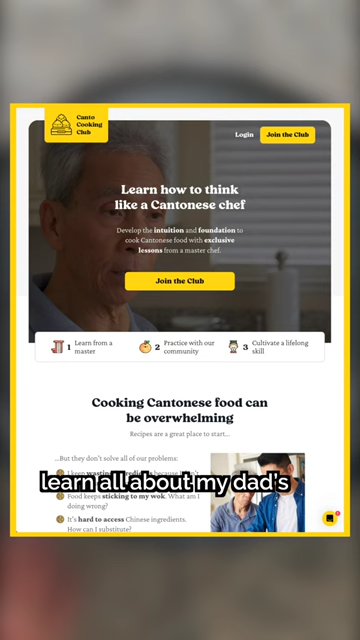 Canto
Cooking
Club
Login
Join the Club
Learn how to think
like a Cantonese chef
Develop the intuition and foundation to
cook Cantonese food with exclusive
lessons from a master chef.
Join the Club
1 Learn from a
master
2 Practice with our
community
3 Cultivate a lifelong
skill
Cooking Cantonese food can
be overwhelming
Recipes are a great place to start...
...But they don't solve all of our problems:
I keep
learn all about my dad's
Food keeps sticking to my wok. What am I
doing wrong?
It's hard to access Chinese ingredients.
How can I substitute?